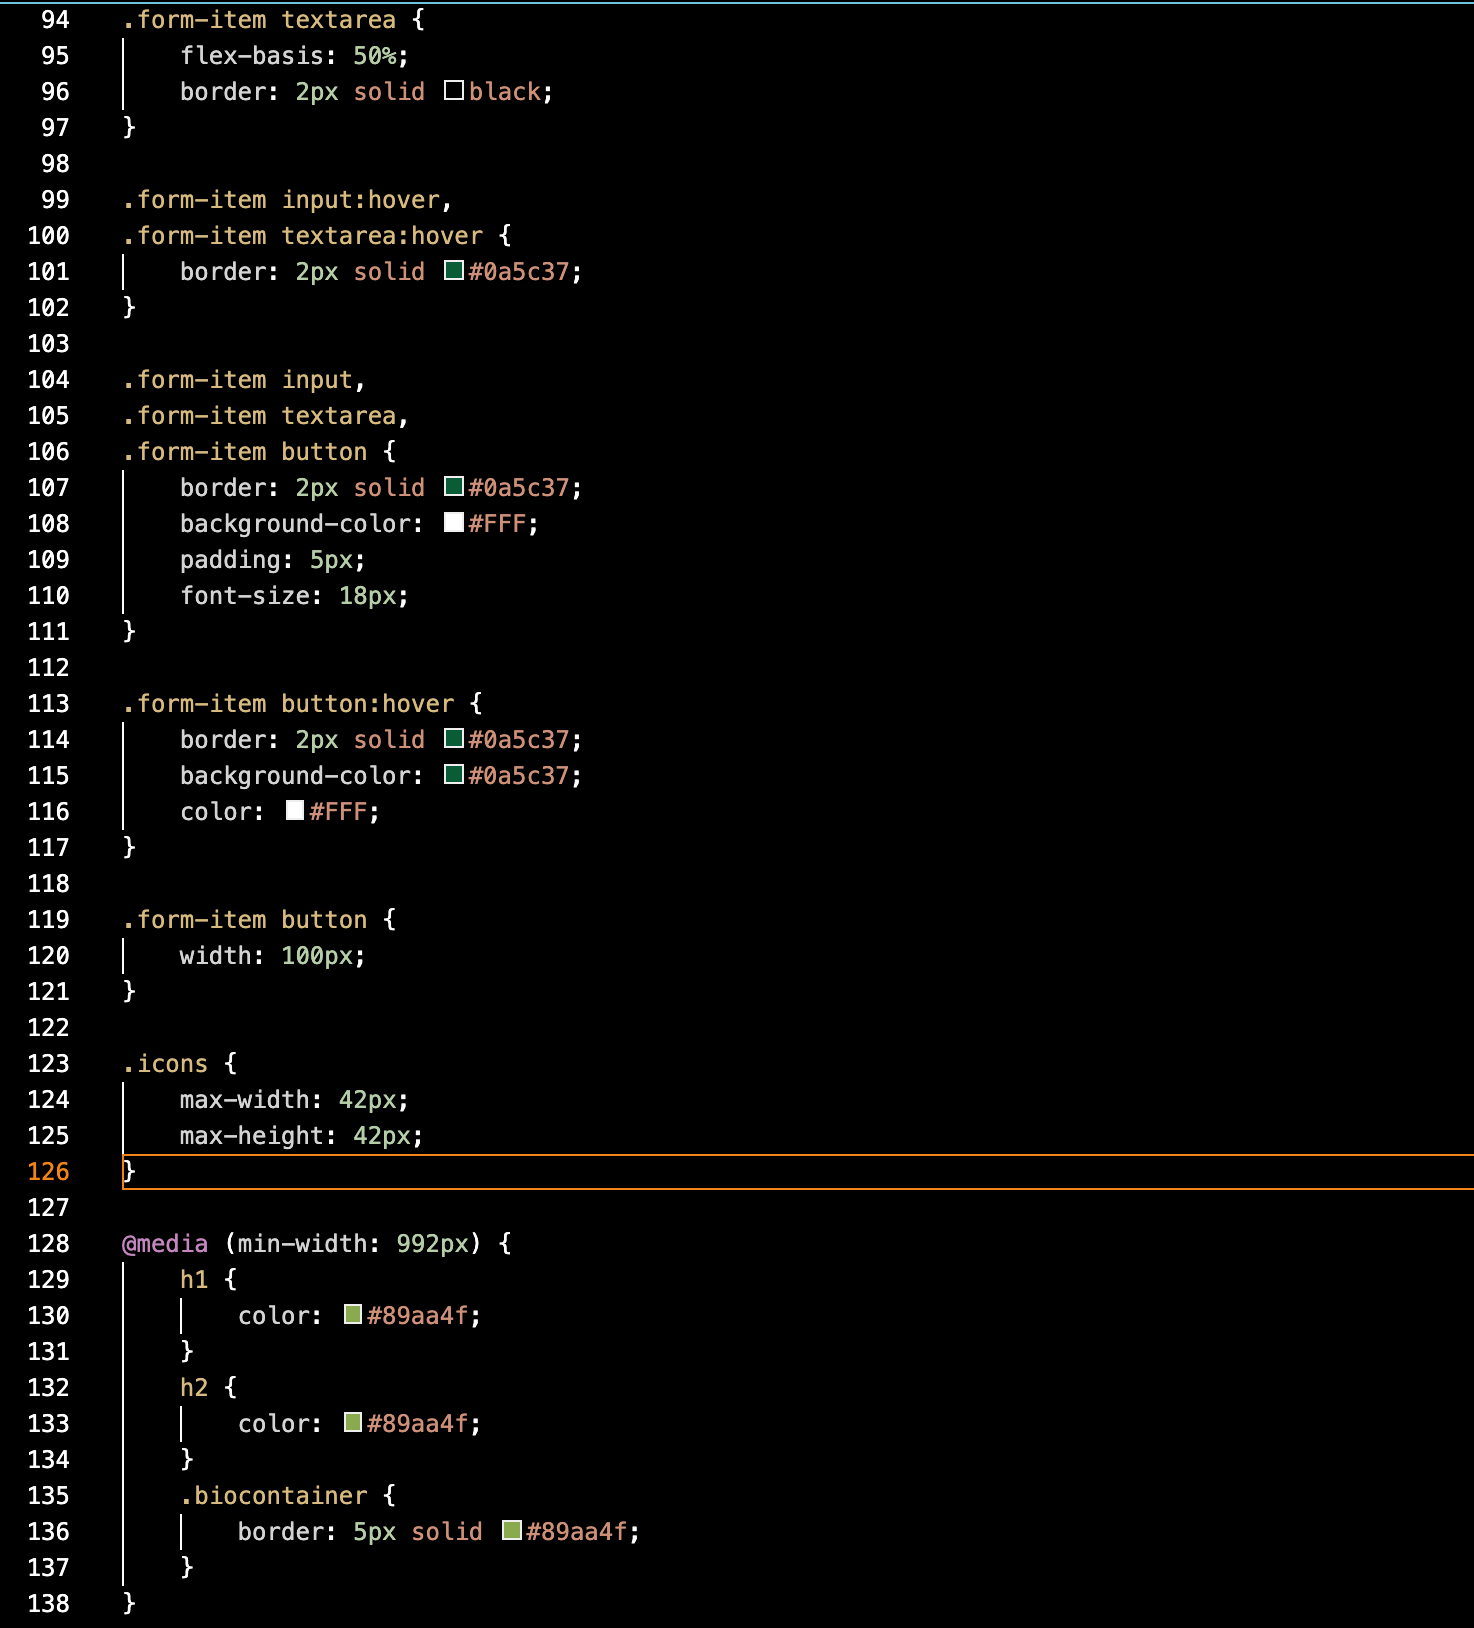 94 .form-item textarea {
95 flex-basis: 50%;
96 border: 2px solid black;
97 }
98
99 .form-item input:hover,
100 .form-item textarea:hover {
101 border: 2px solid #0a5c37;
102 }
103
104 .form-item input,
105 .form-item textarea,
106 .form-item button {
107 border: 2px solid #0a5c37;
108 background-color: #FFF;
109 padding: 5px;
110 font-size: 18px;
111 }
112
113 .form-item button:hover {
114 border: 2px solid #0a5c37;
115 background-color: #0a5c37;
116 color: #FFF;
117 }
118
119 .form-item button {
120 width: 100px;
121 }
122
123 .icons {
124 max-width: 42px;
125 max-height: 42px;
126 }
127
128 @media (min-width: 992px) {
129 h1 {
130 color: #89aa4f;
131 }
132 h2 {
133 color: #89aa4f;
134 }
135 .biocontainer {
136 border: 5px solid #89aa4f;
137 }
138 }